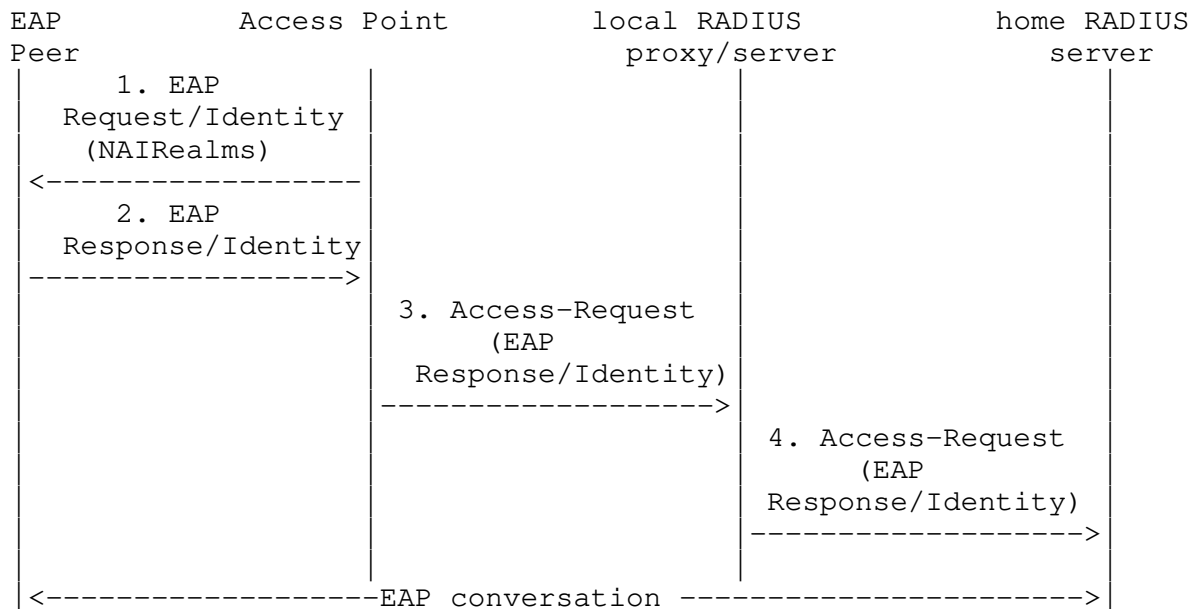 EAP Access Point local RADIUS home RADIUS
Peer proxy/server server
1. EAP
Request/Identity
(NAIRealms)
2. EAP
Response/Identity
3. Access-Request
(EAP
Response/Identity)
4. Access-Request
(EAP
Response/Identity)
EAP conversation